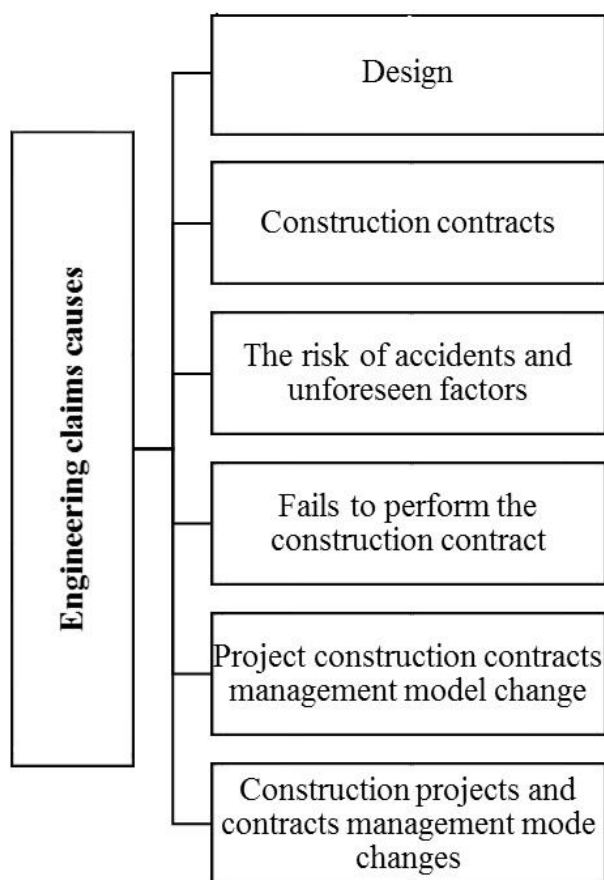 Engineering claims causes
Design
Construction contracts
The risk of accidents and
unforeseen factors
Fails to perform the
construction contract
Project construction contracts
management model change
Construction projects and
contracts management mode
changes